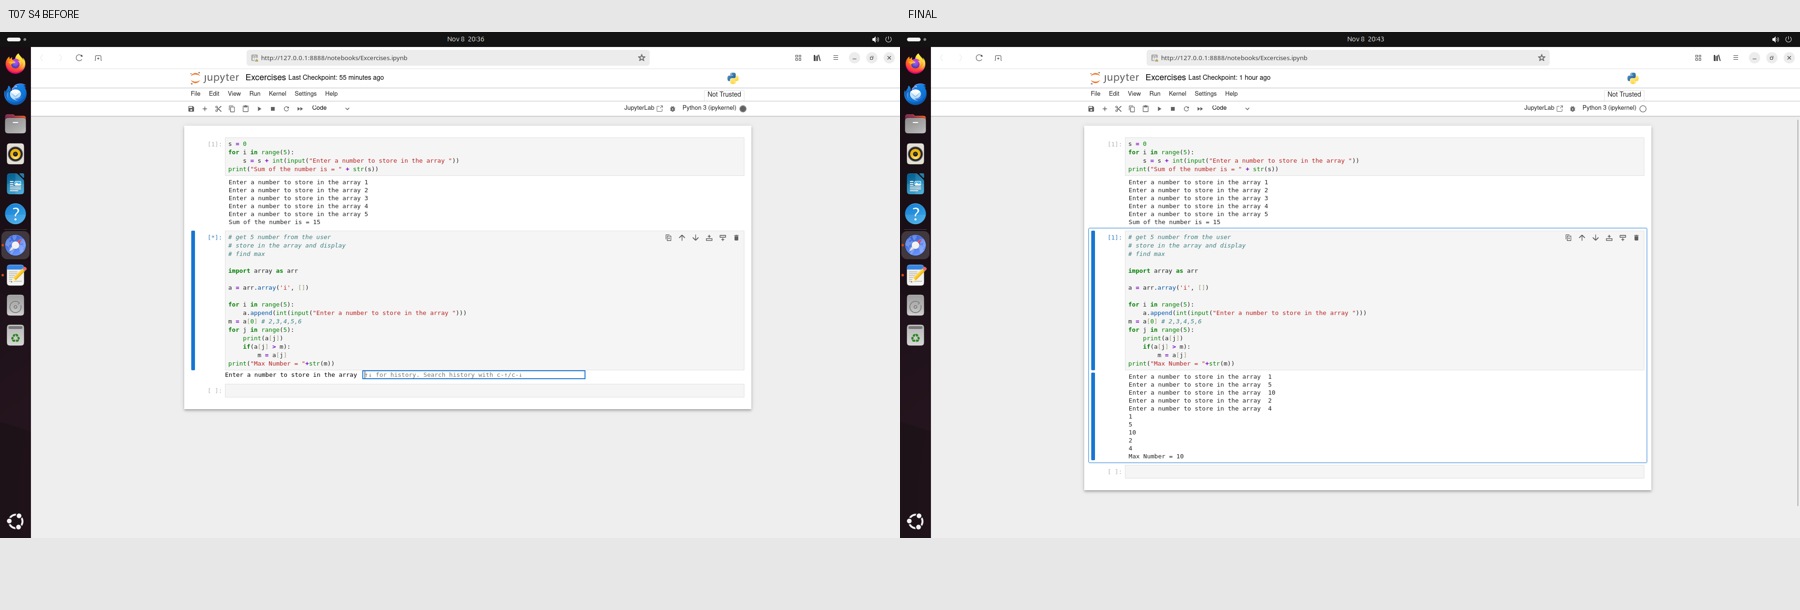 T07 S4 BEFORE
Nov 8 20:36
http://127.0.0.1:8888/notebooks/Excercises.ipynb
jupyter Excercises Last Checkpoint: 55 minutes ago
File Edit View Run Kernel Settings Help
Not Trusted
Code
JupyterLab Python 3 (ipykernel)
[1]: s = 0
for i in range(5):
    s = s + int(input("Enter a number to store in the array "))
print("Sum of the number is = " + str(s))
Enter a number to store in the array 1
Enter a number to store in the array 2
Enter a number to store in the array 3
Enter a number to store in the array 4
Enter a number to store in the array 5
Sum of the number is = 15
[*]: # get 5 number from the user
# store in the array and display
# find max
import array as arr
a = arr.array('i', [])
for i in range(5):
    a.append(int(input("Enter a number to store in the array ")))
m = a[0] # 2,3,4,5,6
for j in range(5):
    print(a[j])
    if(a[j] > m):
        m = a[j]
print("Max Number = "+str(m))
Enter a number to store in the array ↑↓ for history. Search history with c-↑/c-↓
[ ]:
FINAL
Nov 8 20:43
http://127.0.0.1:8888/notebooks/Excercises.ipynb
jupyter Excercises Last Checkpoint: 1 hour ago
File Edit View Run Kernel Settings Help
Not Trusted
Code
JupyterLab Python 3 (ipykernel)
[1]: s = 0
for i in range(5):
    s = s + int(input("Enter a number to store in the array "))
print("Sum of the number is = " + str(s))
Enter a number to store in the array 1
Enter a number to store in the array 2
Enter a number to store in the array 3
Enter a number to store in the array 4
Enter a number to store in the array 5
Sum of the number is = 15
[1]: # get 5 number from the user
# store in the array and display
# find max
import array as arr
a = arr.array('i', [])
for i in range(5):
    a.append(int(input("Enter a number to store in the array ")))
m = a[0] # 2,3,4,5,6
for j in range(5):
    print(a[j])
    if(a[j] > m):
        m = a[j]
print("Max Number = "+str(m))
Enter a number to store in the array 1
Enter a number to store in the array 5
Enter a number to store in the array 10
Enter a number to store in the array 2
Enter a number to store in the array 4
1
5
10
2
4
Max Number = 10
[ ]: